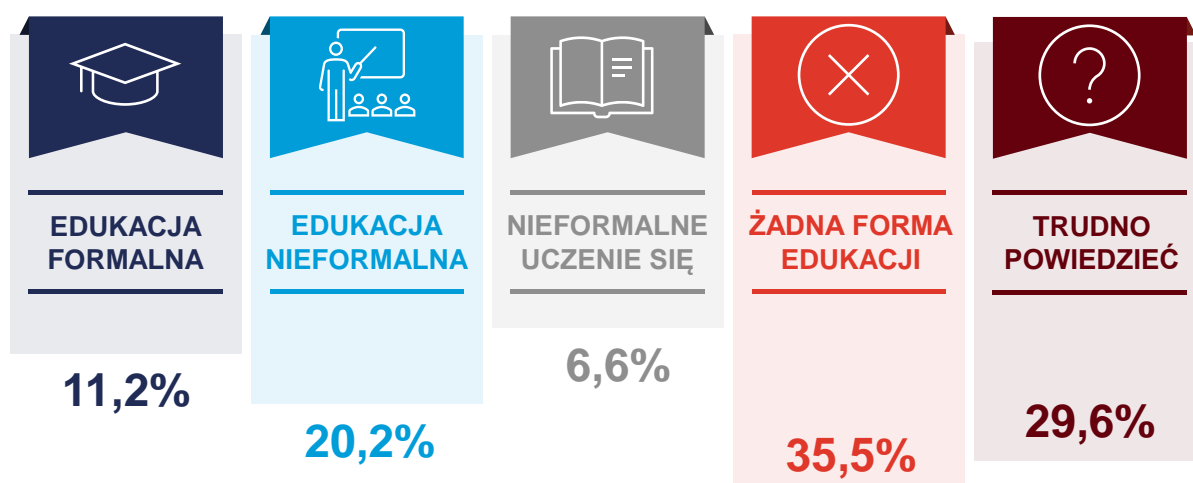 EDUKACJA
FORMALNA
11,2%
EDUKACJA
NIEFORMALNA
20,2%
NIEFORMALNE
UCZENIE SIĘ
6,6%
ŻADNA FORMA
EDUKACJI
35,5%
?
TRUDNO
POWIEDZIEĆ
29,6%